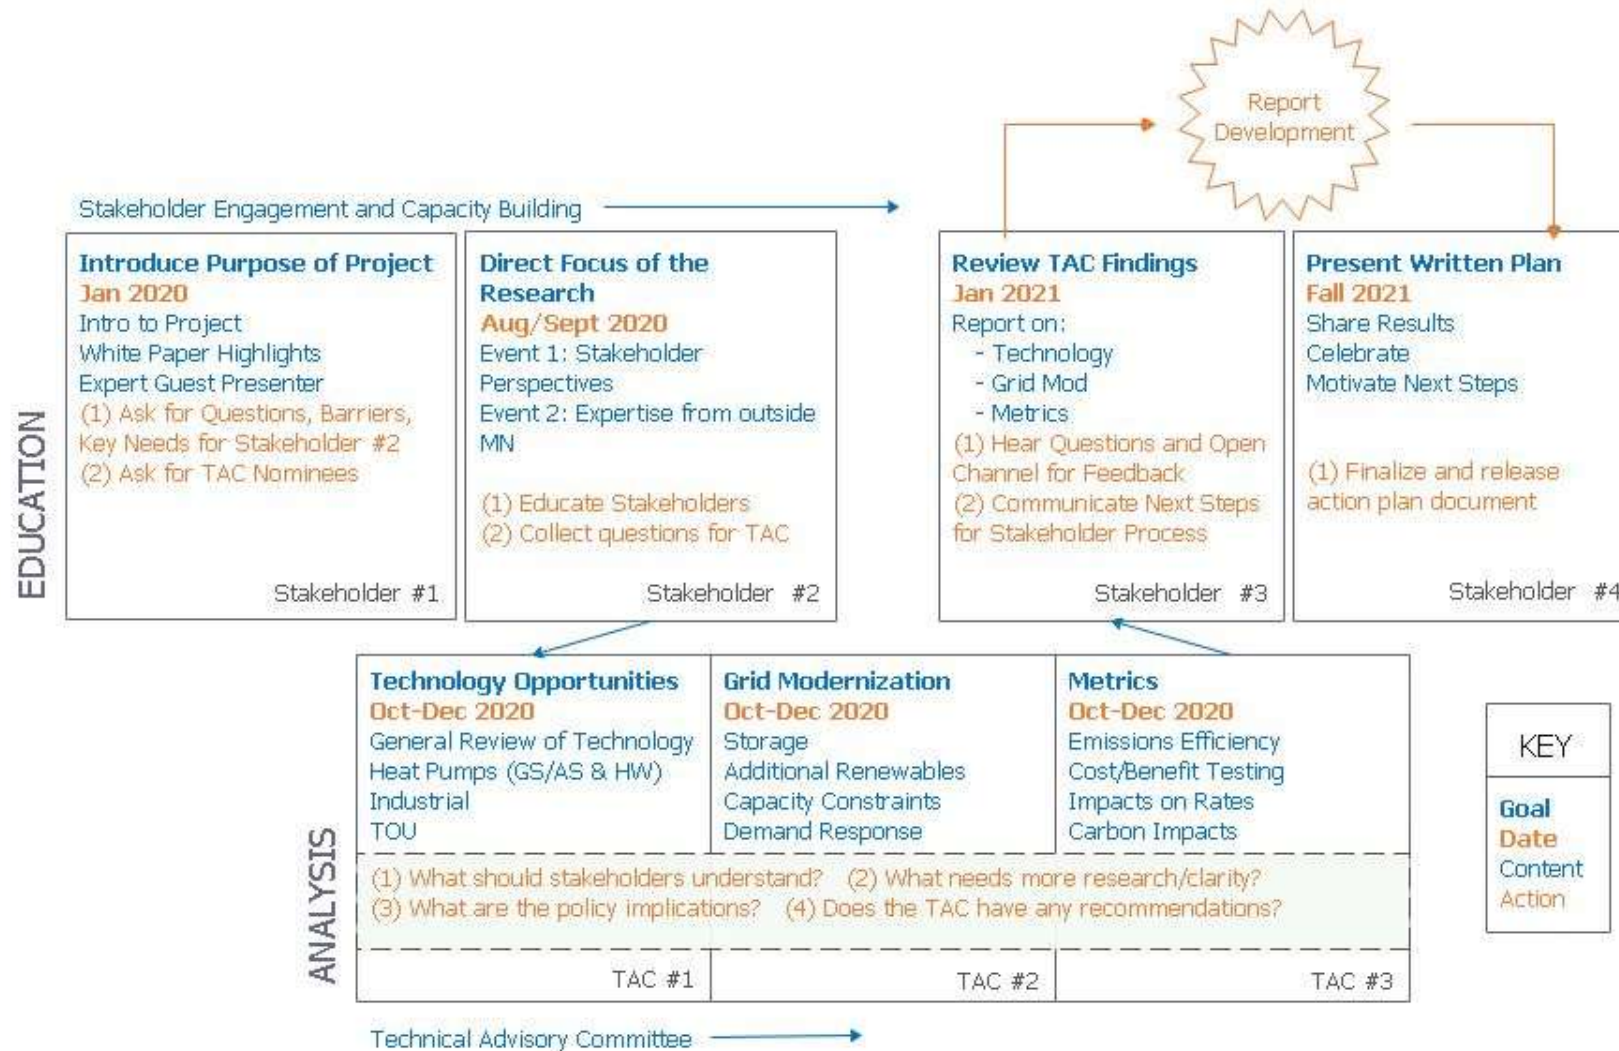 Report
Development
Stakeholder Engagement and Capacity Building
EDUCATION
Introduce Purpose of Project
Jan 2020
Intro to Project
White Paper Highlights
Expert Guest Presenter
(1) Ask for Questions, Barriers,
Key Needs for Stakeholder #2
(2) Ask for TAC Nominees
Stakeholder #1
Direct Focus of the
Research
Aug/Sept 2020
Event 1: Stakeholder
Perspectives
Event 2: Expertise from outside
MN
(1) Educate Stakeholders
(2) Collect questions for TAC
Stakeholder #2
Review TAC Findings
Jan 2021
Report on:
- Technology
- Grid Mod
- Metrics
(1) Hear Questions and Open
Channel for Feedback
(2) Communicate Next Steps
for Stakeholder Process
Stakeholder #3
Present Written Plan
Fall 2021
Share Results
Celebrate
Motivate Next Steps
(1) Finalize and release
action plan document
Stakeholder #4
ANALYSIS
Technology Opportunities
Oct-Dec 2020
General Review of Technology
Heat Pumps (GS/AS & HW)
Industrial
TOU
Grid Modernization
Oct-Dec 2020
Storage
Additional Renewables
Capacity Constraints
Demand Response
Metrics
Oct-Dec 2020
Emissions Efficiency
Cost/Benefit Testing
Impacts on Rates
Carbon Impacts
(1) What should stakeholders understand? (2) What needs more research/clarity?
(3) What are the policy implications? (4) Does the TAC have any recommendations?
TAC #1
TAC #2
TAC #3
Technical Advisory Committee
KEY
Goal
Date
Content
Action